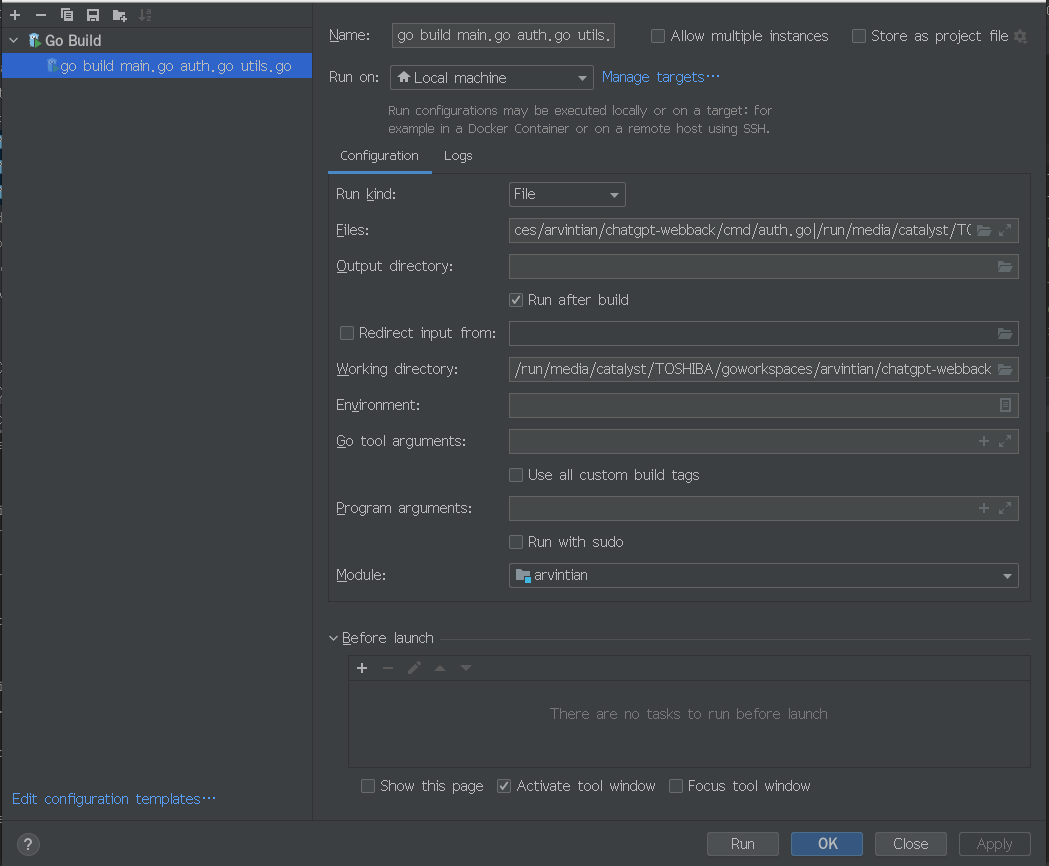 Go Build
go build main.go auth.go utils.go
Edit configuration templates...
Name: go build main.go auth.go utils. Allow multiple instances Store as project file
Run on: Local machine Manage targets...
Run configurations may be executed locally or on a target: for
example in a Docker Container or on a remote host using SSH.
Configuration Logs
Run kind: File
Files: ces/arvintian/chatgpt-webback/cmd/auth.go|/run/media/catalyst/TO
Output directory:
Run after build
Redirect input from:
Working directory: /run/media/catalyst/TOSHIBA/goworkspaces/arvintian/chatgpt-webback
Environment:
Go tool arguments:
Use all custom build tags
Program arguments:
Run with sudo
Module: arvintian
Before launch
There are no tasks to run before launch
Show this page Activate tool window Focus tool window
? Run OK Close Apply